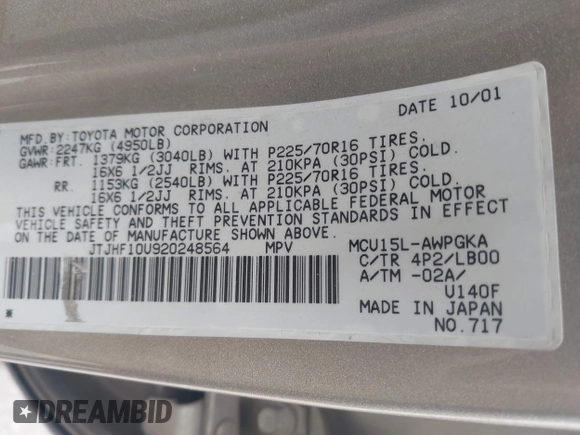 MFD.BY:TOYOTA MOTOR CORPORATION DATE 10/01
GVWR:2247KG (4950LB)
GAWR:FRT. 1379KG (3040LB) WITH P225/70R16 TIRES.
16X6 1/2JJ RIMS. AT 210KPA (30PSI) COLD.
RR. 1153KG (2540LB) WITH P225/70R16 TIRES.
16X6 1/2JJ RIMS. AT 210KPA (30PSI) COLD.
THIS VEHICLE CONFORMS TO ALL APPLICABLE FEDERAL MOTOR
VEHICLE SAFETY AND THEFT PREVENTION STANDARDS IN EFFECT
ON THE DATE OF MANUFACTURE SHOWN ABOVE.
JTJHF10U920248564 MPV MCU15L-AWPGKA
C/TR 4P2/LB00
A/TM -02A/
U140F
MADE IN JAPAN
NO.717
DREAMBID